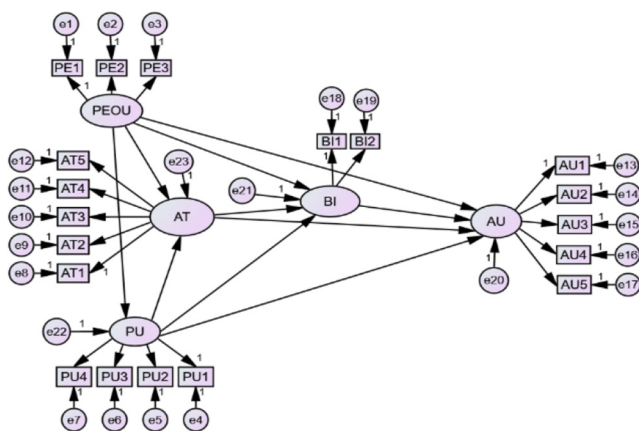 e1 e2 e3
1 1 1
PE1 PE2 PE3
1
PEOU
e18 e19
1 1
BI1 BI2
1
e12 1 AT5
e11 1 AT4
e10 1 AT3
e9 1 AT2
e8 1 AT1 1
e23
1
AT
e21 1
BI
AU
1
e20
1 AU1 1 e13
AU2 1 e14
AU3 1 e15
AU4 1 e16
AU5 1 e17
e22 1 PU
1
PU4 PU3 PU2 PU1
1 1 1 1
e7 e6 e5 e4